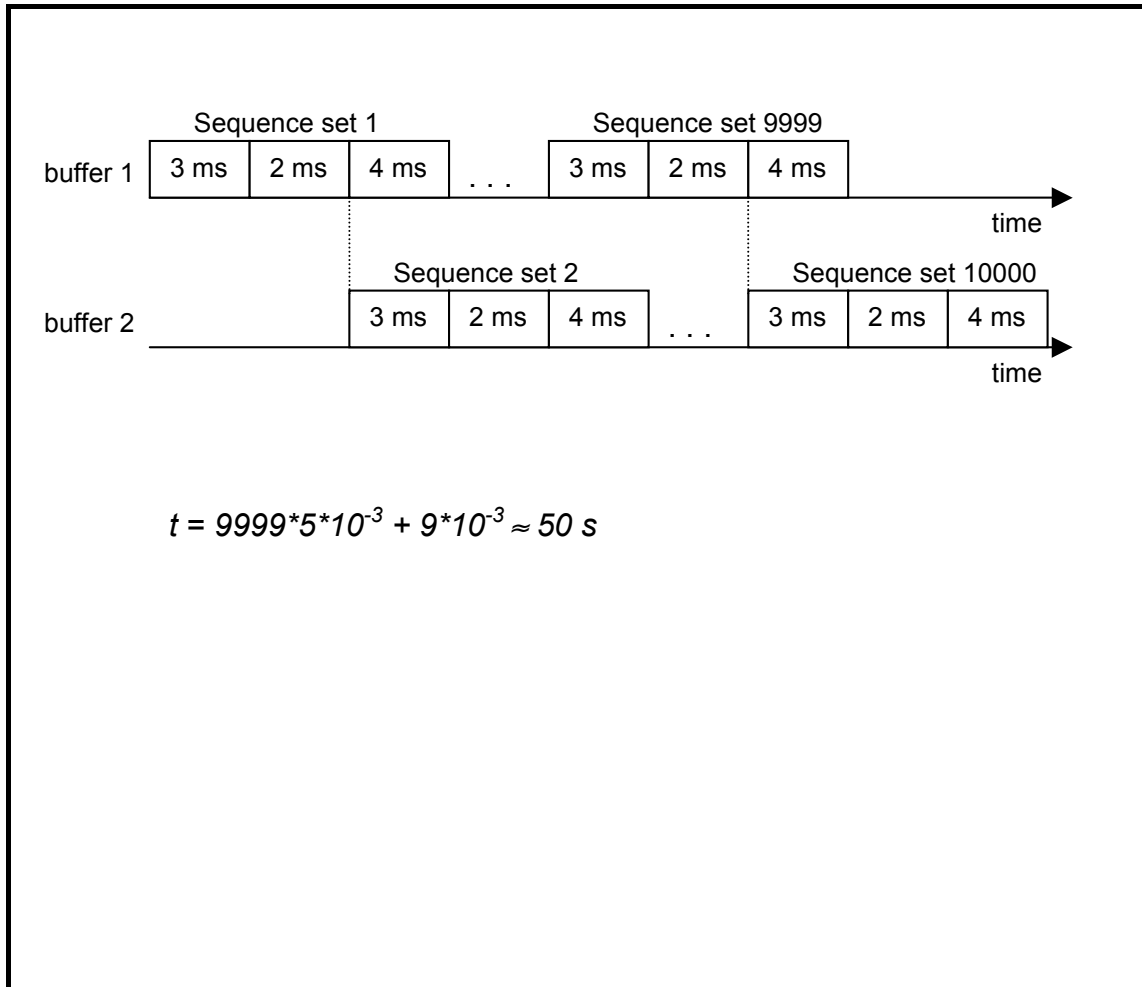 Sequence set 1 Sequence set 9999
buffer 1 3 ms 2 ms 4 ms . . . 3 ms 2 ms 4 ms
time
Sequence set 2 Sequence set 10000
buffer 2 3 ms 2 ms 4 ms . . . 3 ms 2 ms 4 ms
time
t = 9999*5*10⁻³ + 9*10⁻³ ≈ 50 s